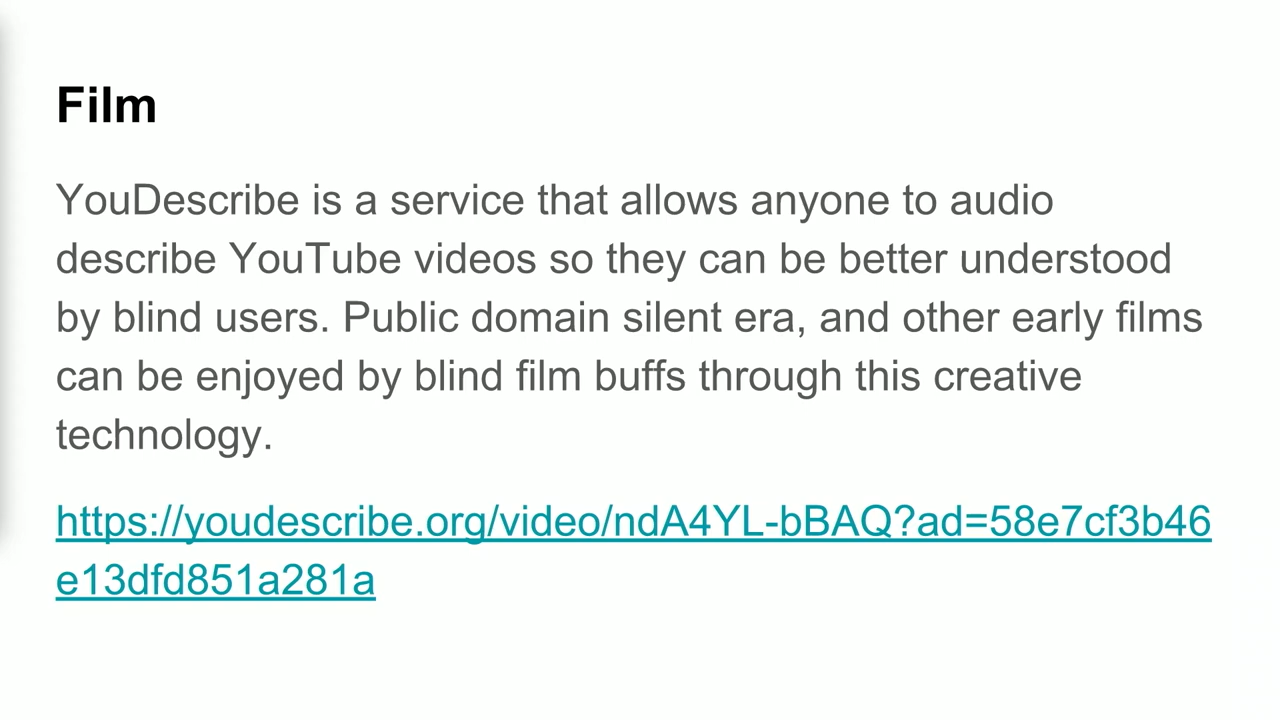 Film
YouDescribe is a service that allows anyone to audio
describe YouTube videos so they can be better understood
by blind users. Public domain silent era, and other early films
can be enjoyed by blind film buffs through this creative
technology.
https://youdescribe.org/video/ndA4YL-bBAQ?ad=58e7cf3b46
e13dfd851a281a